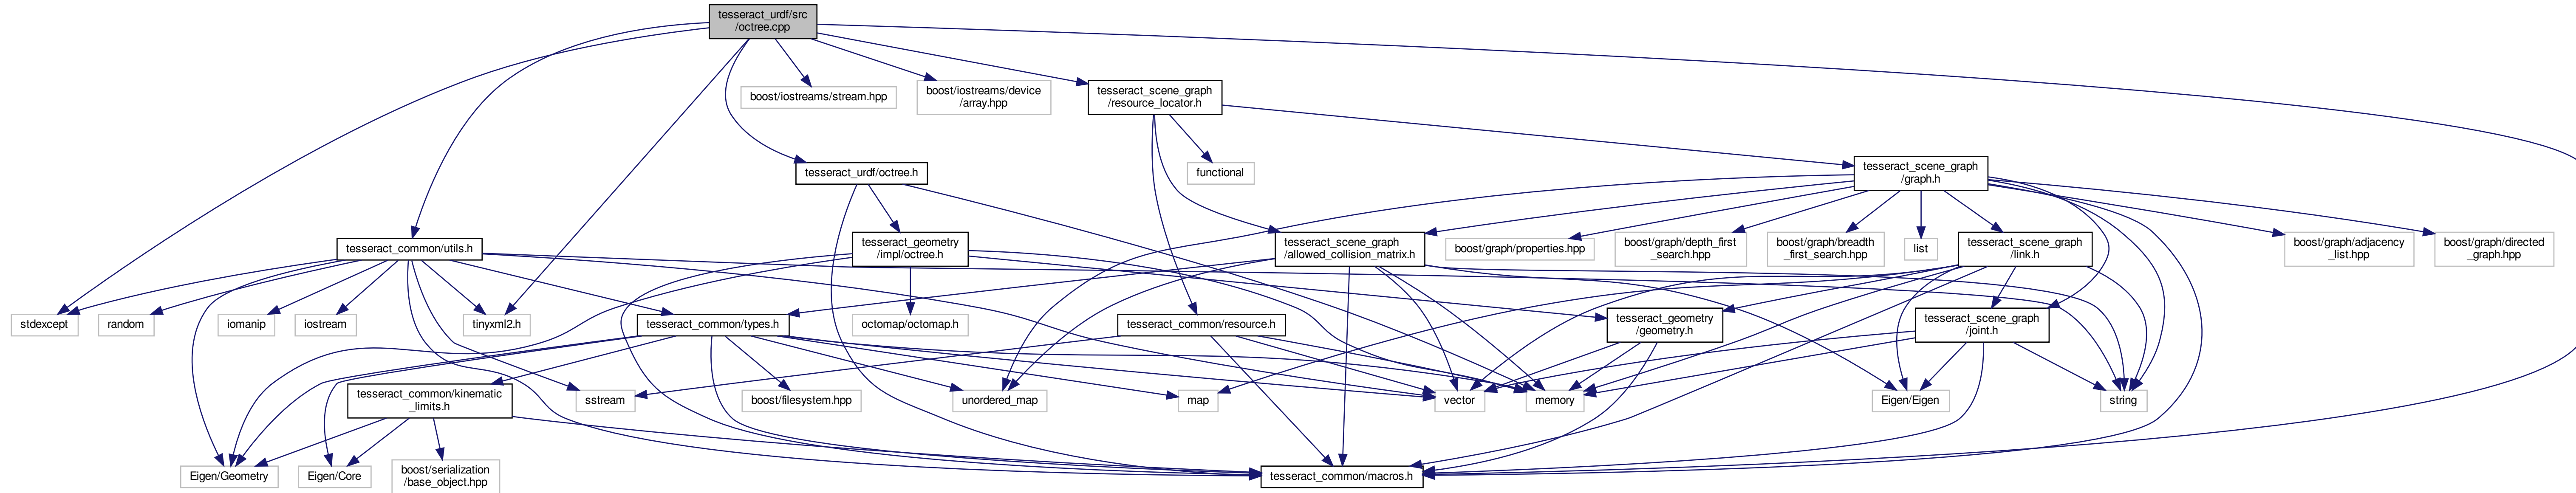 tesseract_urdf/src
/octree.cpp
boost/iostreams/stream.hpp
boost/iostreams/device
/array.hpp
tesseract_scene_graph
/resource_locator.h
tesseract_urdf/octree.h
functional
tesseract_scene_graph
/graph.h
tesseract_common/utils.h
tesseract_geometry
/impl/octree.h
tesseract_scene_graph
/allowed_collision_matrix.h
boost/graph/properties.hpp
boost/graph/depth_first
_search.hpp
boost/graph/breadth
_first_search.hpp
list
tesseract_scene_graph
/link.h
boost/graph/adjacency
_list.hpp
boost/graph/directed
_graph.hpp
stdexcept
random
iomanip
iostream
tinyxml2.h
tesseract_common/types.h
octomap/octomap.h
tesseract_common/resource.h
tesseract_geometry
/geometry.h
tesseract_scene_graph
/joint.h
tesseract_common/kinematic
_limits.h
sstream
boost/filesystem.hpp
unordered_map
map
vector
memory
Eigen/Eigen
string
Eigen/Geometry
Eigen/Core
boost/serialization
/base_object.hpp
tesseract_common/macros.h